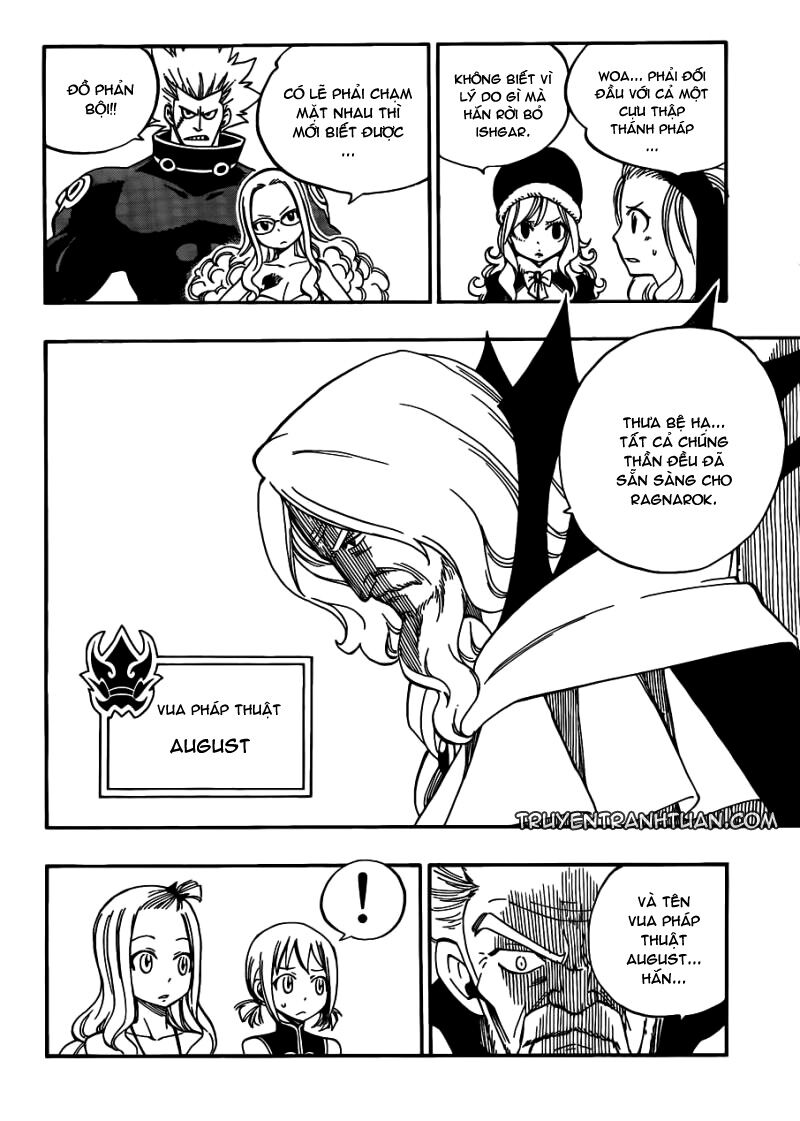 ĐỒ PHẢN
BỘI!!
CÓ LẼ PHẢI CHẠM
MẶT NHAU THÌ
MỚI BIẾT ĐƯỢC
...
KHÔNG BIẾT VÌ
LÝ DO GÌ MÀ
HẮN RỜI BỎ
ISHGAR.
WOA... PHẢI ĐỐI
ĐẦU VỚI CẢ MỘT
CỰU THẬP
THÁNH PHÁP
...
THƯA BỆ HẠ...
TẤT CẢ CHÚNG
THẦN ĐỀU ĐÃ
SẴN SÀNG CHO
RAGNAROK.
VUA PHÁP THUẬT
AUGUST
TRUYENTRANHTUAN!COM
!
VÀ TÊN
VUA PHÁP
THUẬT
AUGUST...
HẮN...